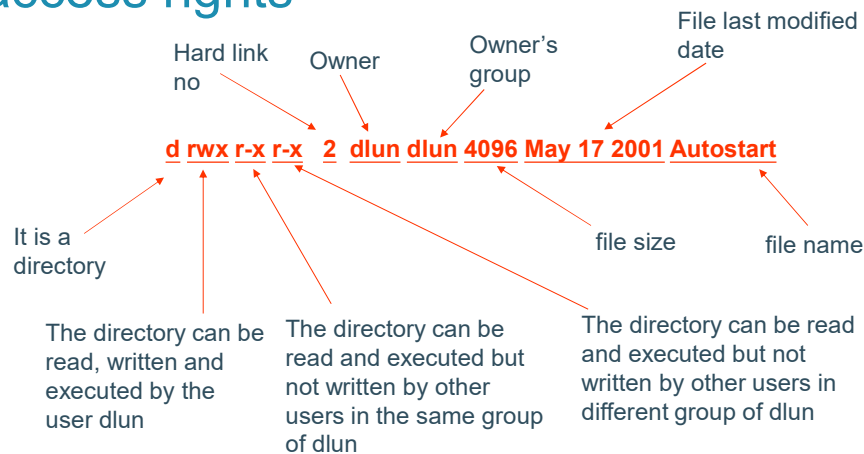 access rights
Hard link
no
Owner
Owner's
group
File last modified
date
d rwx r-x r-x 2 dlun dlun 4096 May 17 2001 Autostart
It is a
directory
file size
file name
The directory can be
read, written and
executed by the
user dlun
The directory can be
read and executed but
not written by other
users in the same group
of dlun
The directory can be read
and executed but not
written by other users in
different group of dlun